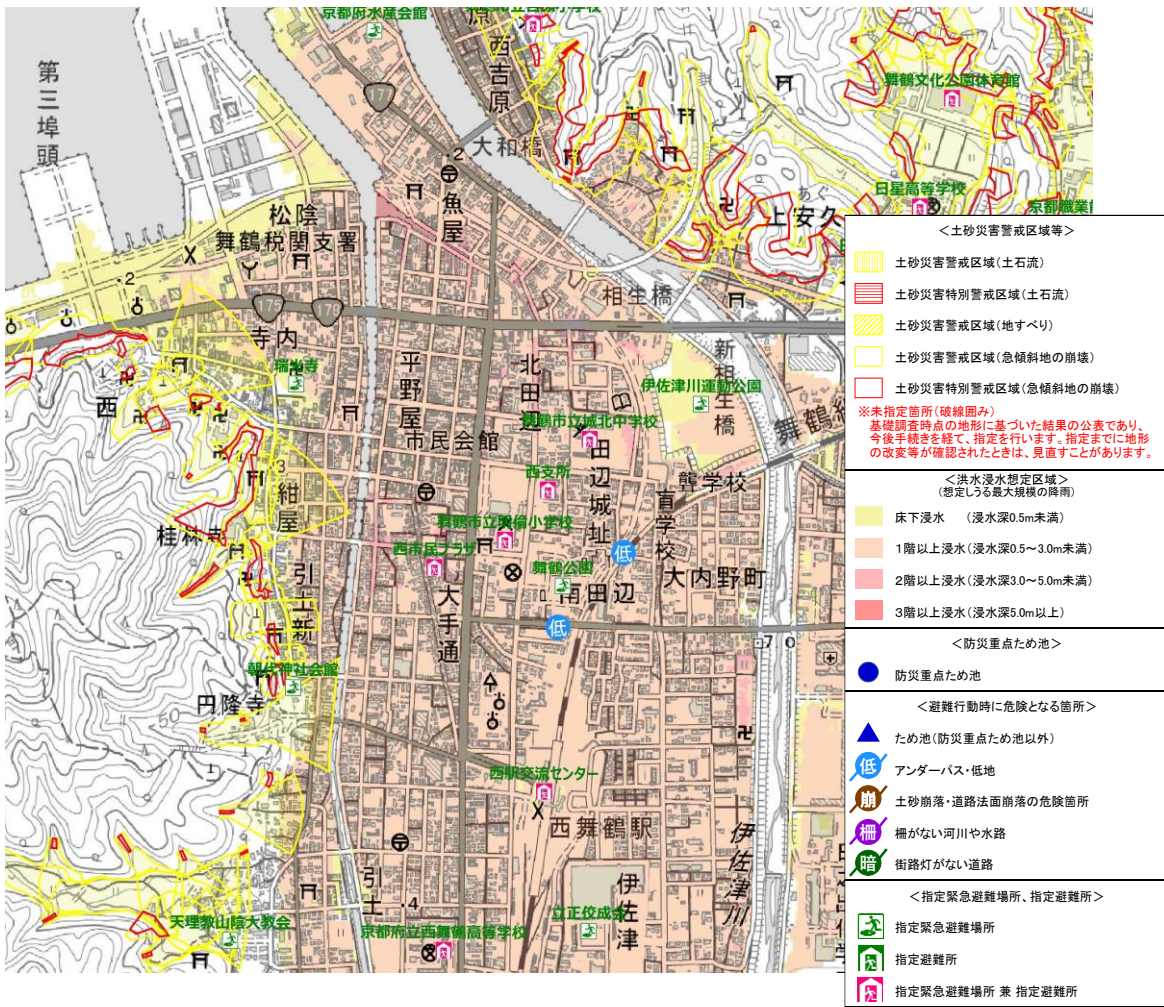 京都府水産会館
西吉原
舞鶴文化公園体育館
第三埠頭
177
大和橋
2
魚屋
日星高等学校
あぐ
上安久
松陰
舞鶴税関支署
2
相生橋
175
178
寺内
瑞光寺
平野屋
北田辺
新相生橋
伊佐津川運動公園
西
市民会館
舞鶴市立城北中学校
田辺城址
西支所
聾学校
盲学校
3
紺屋
桂林寺
舞鶴市立明倫小学校
西市民プラザ
低
舞鶴公園
南田辺
大内野町
引土新
大手通
低
70
朝代神社会館
円隆寺
50
西駅交流センター
西舞鶴駅
伊佐津川
引土
4
伊佐津
立正佼成会
天理教山陰大教会
京都府立西舞鶴高等学校
＜土砂災害警戒区域等＞
土砂災害警戒区域(土石流)
土砂災害特別警戒区域(土石流)
土砂災害警戒区域(地すべり)
土砂災害警戒区域(急傾斜地の崩壊)
土砂災害特別警戒区域(急傾斜地の崩壊)
※未指定箇所(破線囲み)
基礎調査時点の地形に基づいた結果の公表であり、
今後手続きを経て、指定を行います。指定までに地形
の改変等が確認されたときは、見直すことがあります。
＜洪水浸水想定区域＞
(想定しうる最大規模の降雨)
床下浸水 (浸水深0.5m未満)
1階以上浸水(浸水深0.5～3.0m未満)
2階以上浸水(浸水深3.0～5.0m未満)
3階以上浸水(浸水深5.0m以上)
＜防災重点ため池＞
防災重点ため池
＜避難行動時に危険となる箇所＞
ため池(防災重点ため池以外)
低 アンダーパス・低地
崩 土砂崩落・道路法面崩落の危険箇所
柵 柵がない河川や水路
暗 街路灯がない道路
＜指定緊急避難場所、指定避難所＞
指定緊急避難場所
指定避難所
指定緊急避難場所 兼 指定避難所